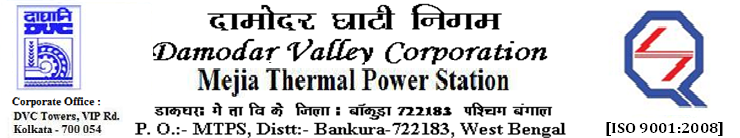 दाघानि
DVC
Corporate Office :
DVC Towers, VIP Rd.
Kolkata - 700 054
दामोदर घाटी निगम
Damodar Valley Corporation
Mejia Thermal Power Station
डाकघर: मे ता वि के जिला : बाँकुड़ा 722183 पश्चिम बंगाल
P. O.:- MTPS, Distt:- Bankura-722183, West Bengal
[ISO 9001:2008]